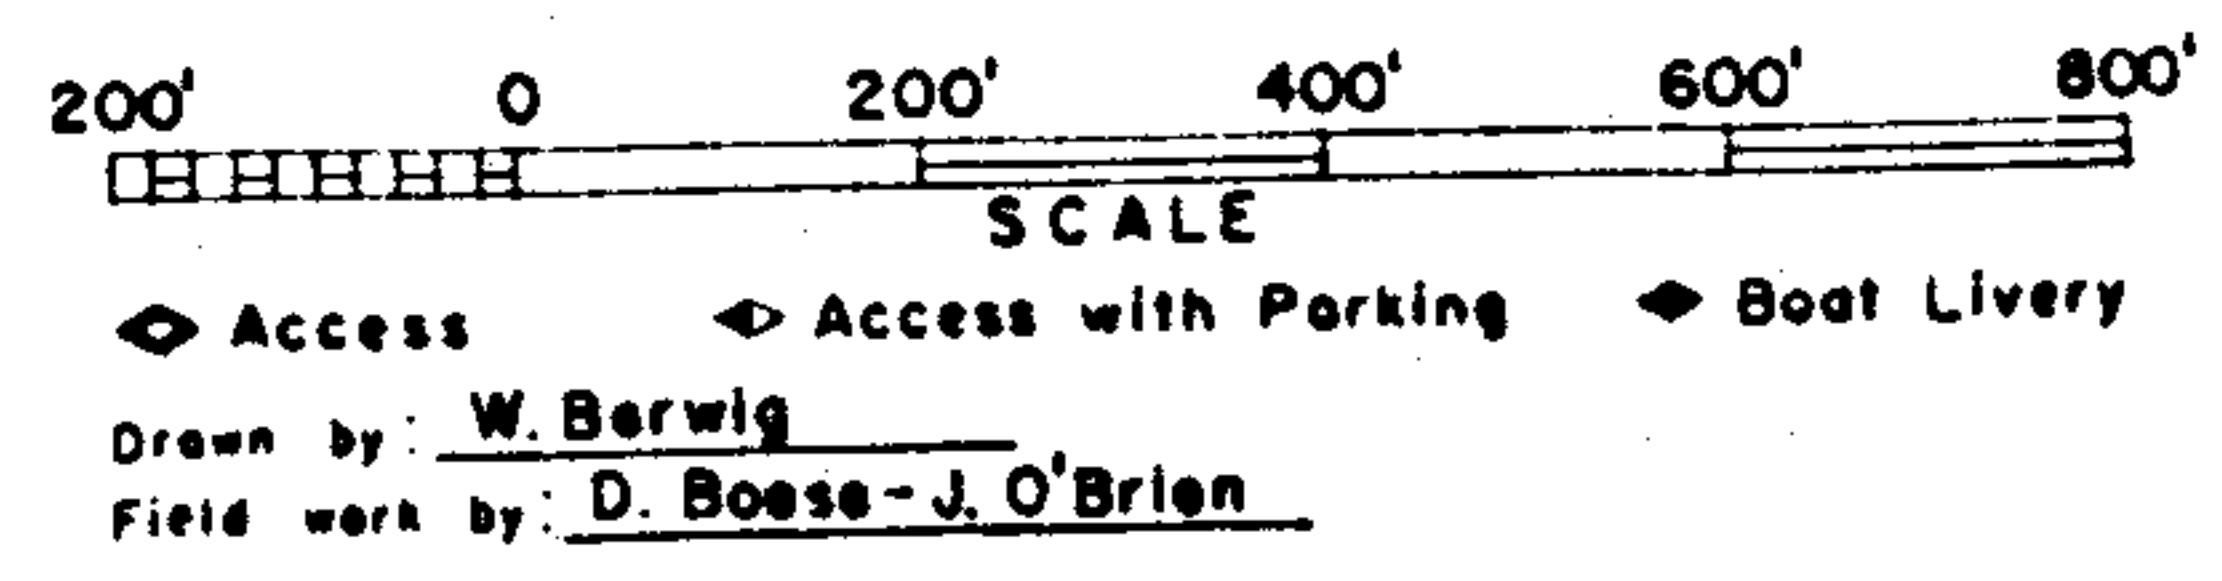 200' 0 200' 400' 600' 800'
SCALE
Access Access with Parking Boat Livery
Drawn by: W. Berwig
Field work by: D. Boese - J. O'Brien